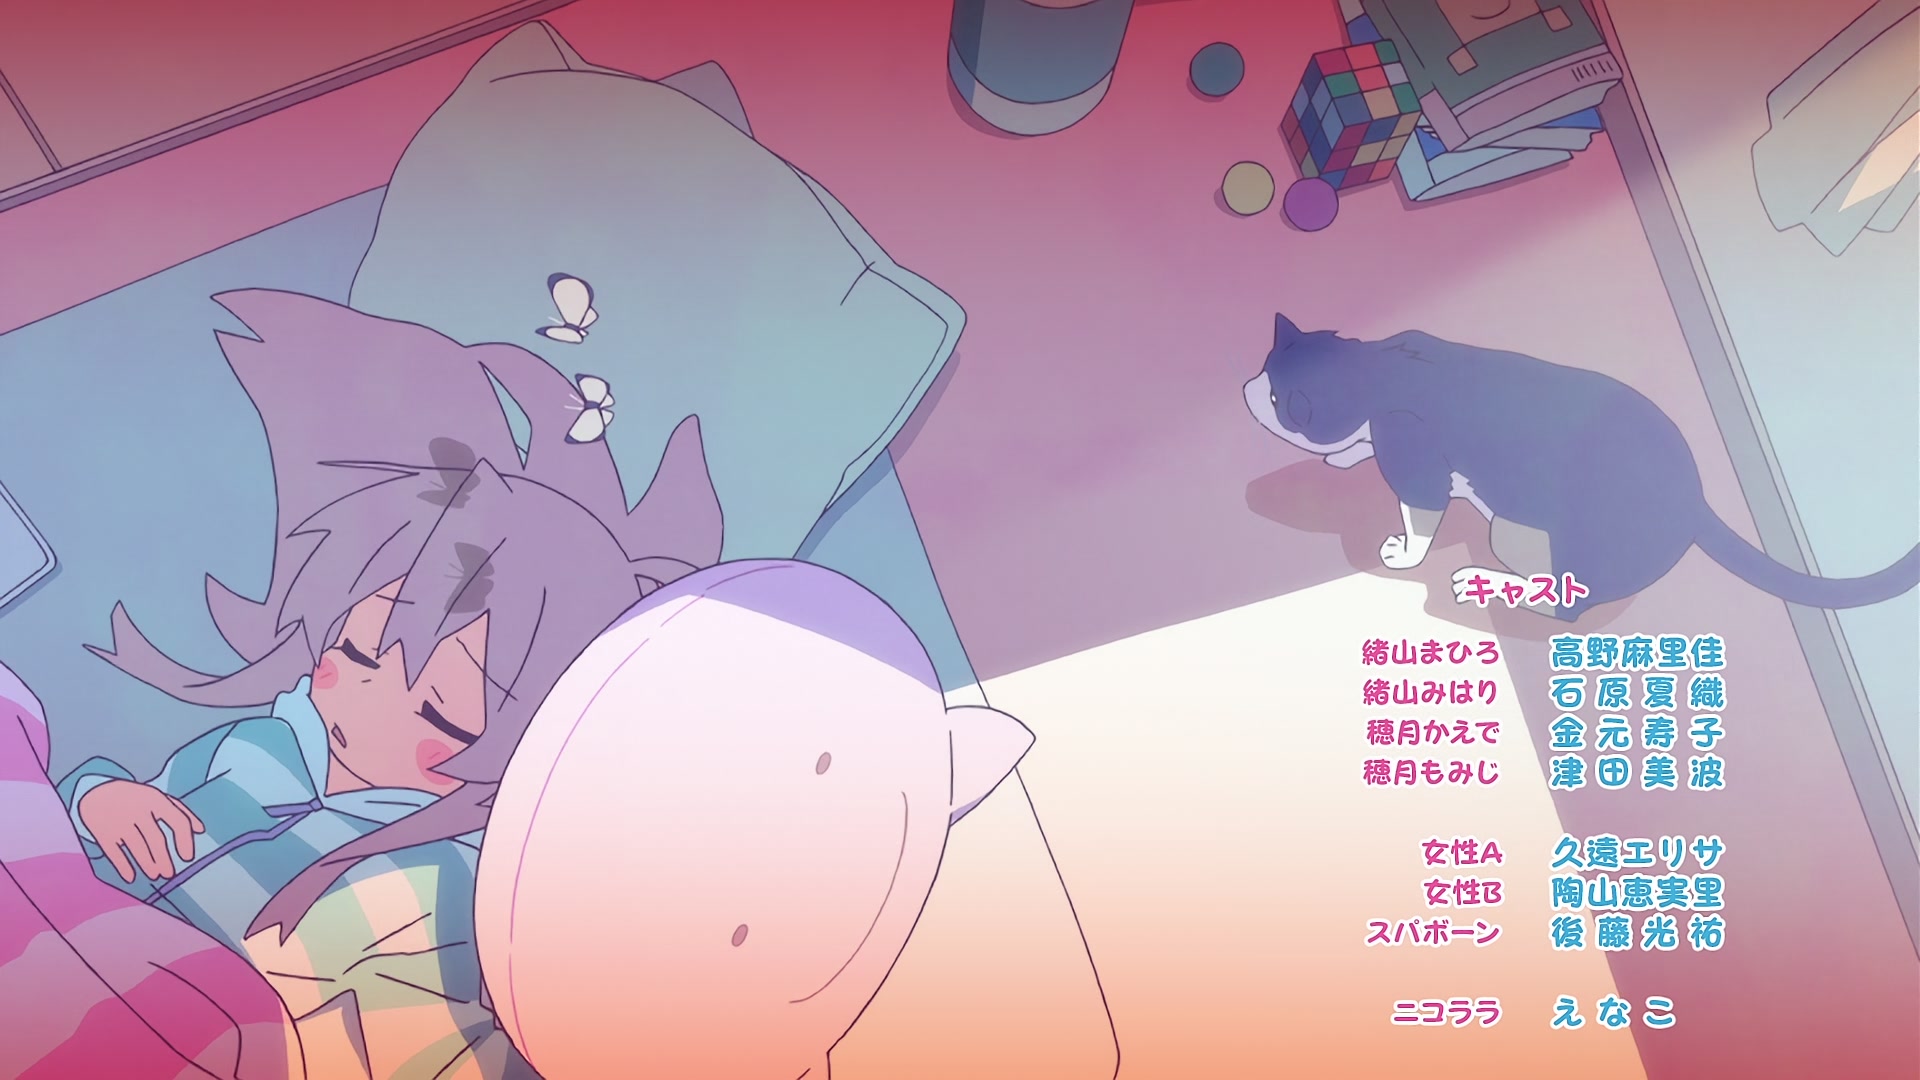 キャスト
緒山まひろ 高野麻里佳
緒山みはり 石原夏織
穂月かえで 金元寿子
穂月もみじ 津田美波
女性A 久遠エリサ
女性B 陶山恵実里
スパボーン 後藤光祐
ニコララ えなこ